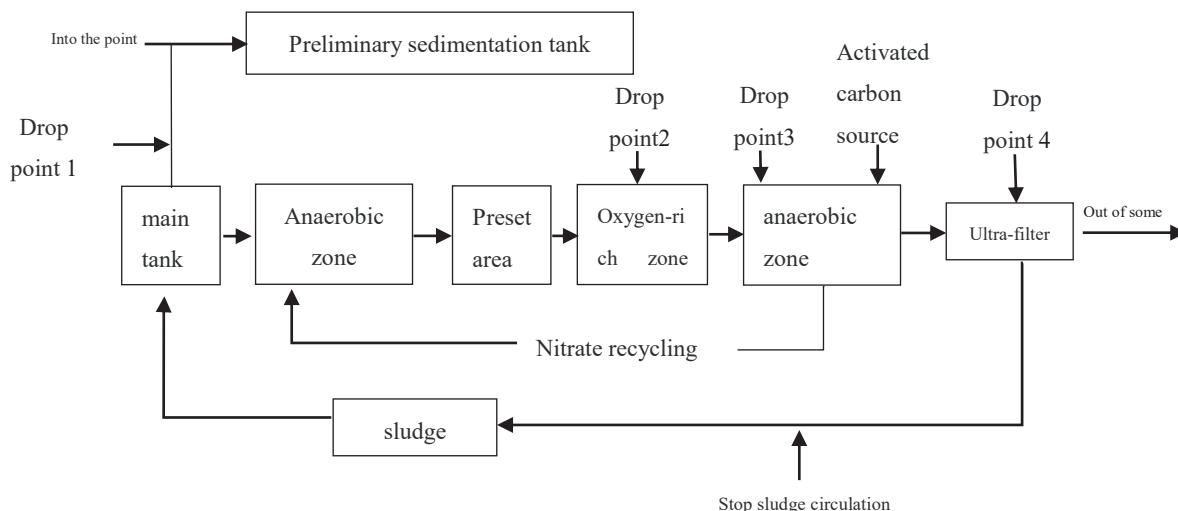 Into the point
Preliminary sedimentation tank
Activated
carbon
source
Drop
point 1
Drop
point2
Drop
point3
Drop
point 4
main
tank
Anaerobic
zone
Preset
area
Oxygen-ri
ch zone
anaerobic
zone
Ultra-filter
Out of some
Nitrate recycling
sludge
Stop sludge circulation